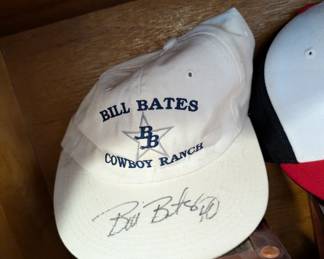 BILL BATES
BB
COWBOY RANCH
Bill Bates 40